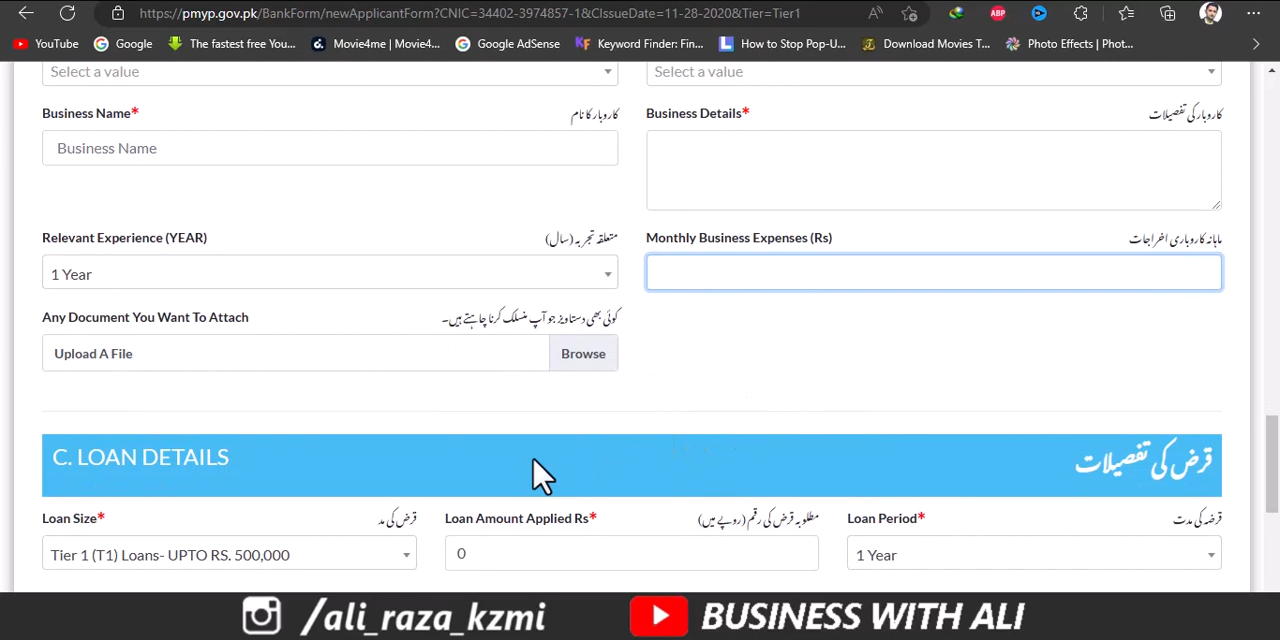 https://pmyp.gov.pk/BankForm/newApplicantForm?CNIC=34402-3974857-1&CIssueDate=11-28-2020&Tier=Tier1
ABP
YouTube Google The fastest free You... Movie4me | Movie4... Google AdSense Keyword Finder: Fin... How to Stop Pop-U... Download Movies T... Photo Effects | Phot...
Select a value Select a value
Business Name* کاروبار کا نام Business Details* کاروبار کی تفصیلات
Business Name
Relevant Experience (YEAR) متعلقہ تجربہ (سال) Monthly Business Expenses (Rs) ماہانہ کاروباری اخراجات
1 Year
Any Document You Want To Attach کوئی بھی دستاویز جو آپ منسلک کرنا چاہتے ہیں۔
Upload A File Browse
C. LOAN DETAILS قرض کی تفصیلات
Loan Size* قرض کی مد Loan Amount Applied Rs* مطلوبہ قرض کی رقم (روپے میں) Loan Period* قرضہ کی مدت
Tier 1 (T1) Loans- UPTO RS. 500,000 0 1 Year
/ali_raza_kzmi BUSINESS WITH ALI